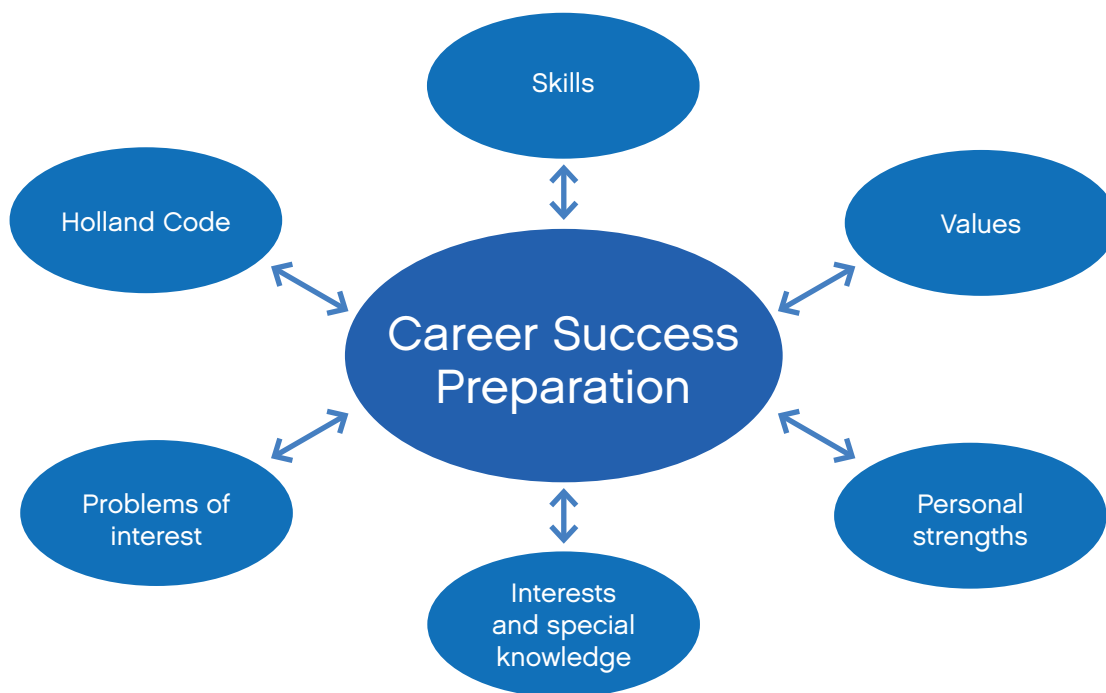 Skills
Holland Code
Values
Career Success
Preparation
Problems of
interest
Personal
strengths
Interests
and special
knowledge